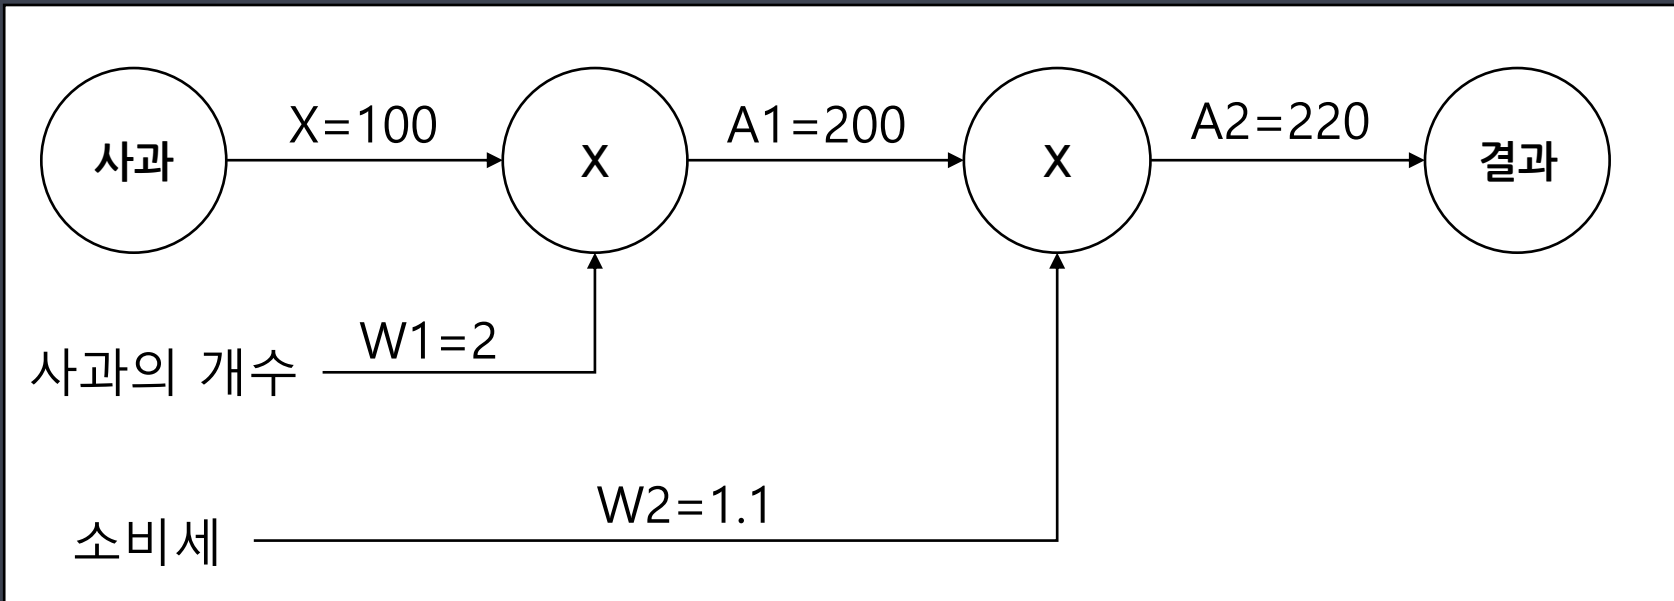 사과
X=100
x
A1=200
x
A2=220
결과
사과의 개수
W1=2
소비세
W2=1.1